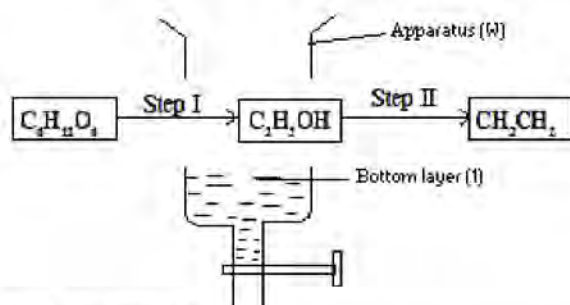 Apparatus (W)
Step I
Step II
C₆H₁₂O₆
C₂H₅OH
CH₂CH₂
Bottom layer (1)